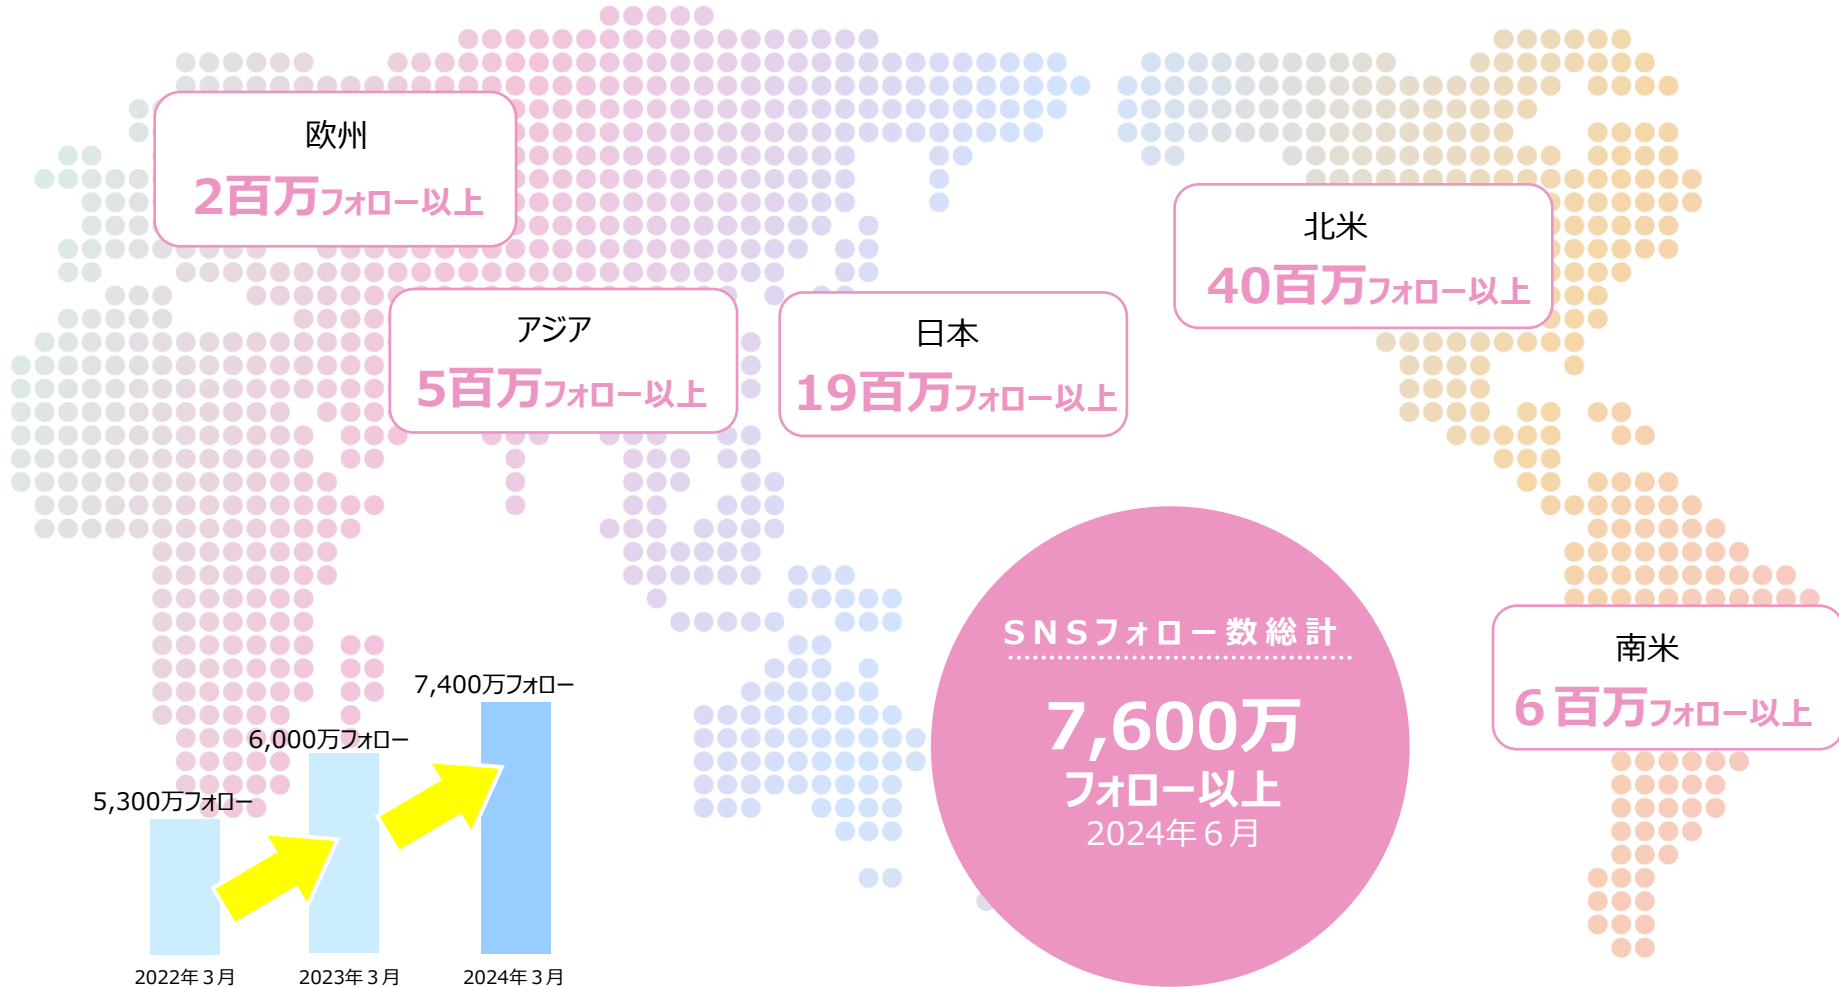 欧州
2百万フォロー以上
北米
40百万フォロー以上
アジア
5百万フォロー以上
日本
19百万フォロー以上
SNSフォロー数総計
7,600万
フォロー以上
2024年６月
南米
6百万フォロー以上
7,400万フォロー
6,000万フォロー
5,300万フォロー
2022年３月
2023年３月
2024年３月